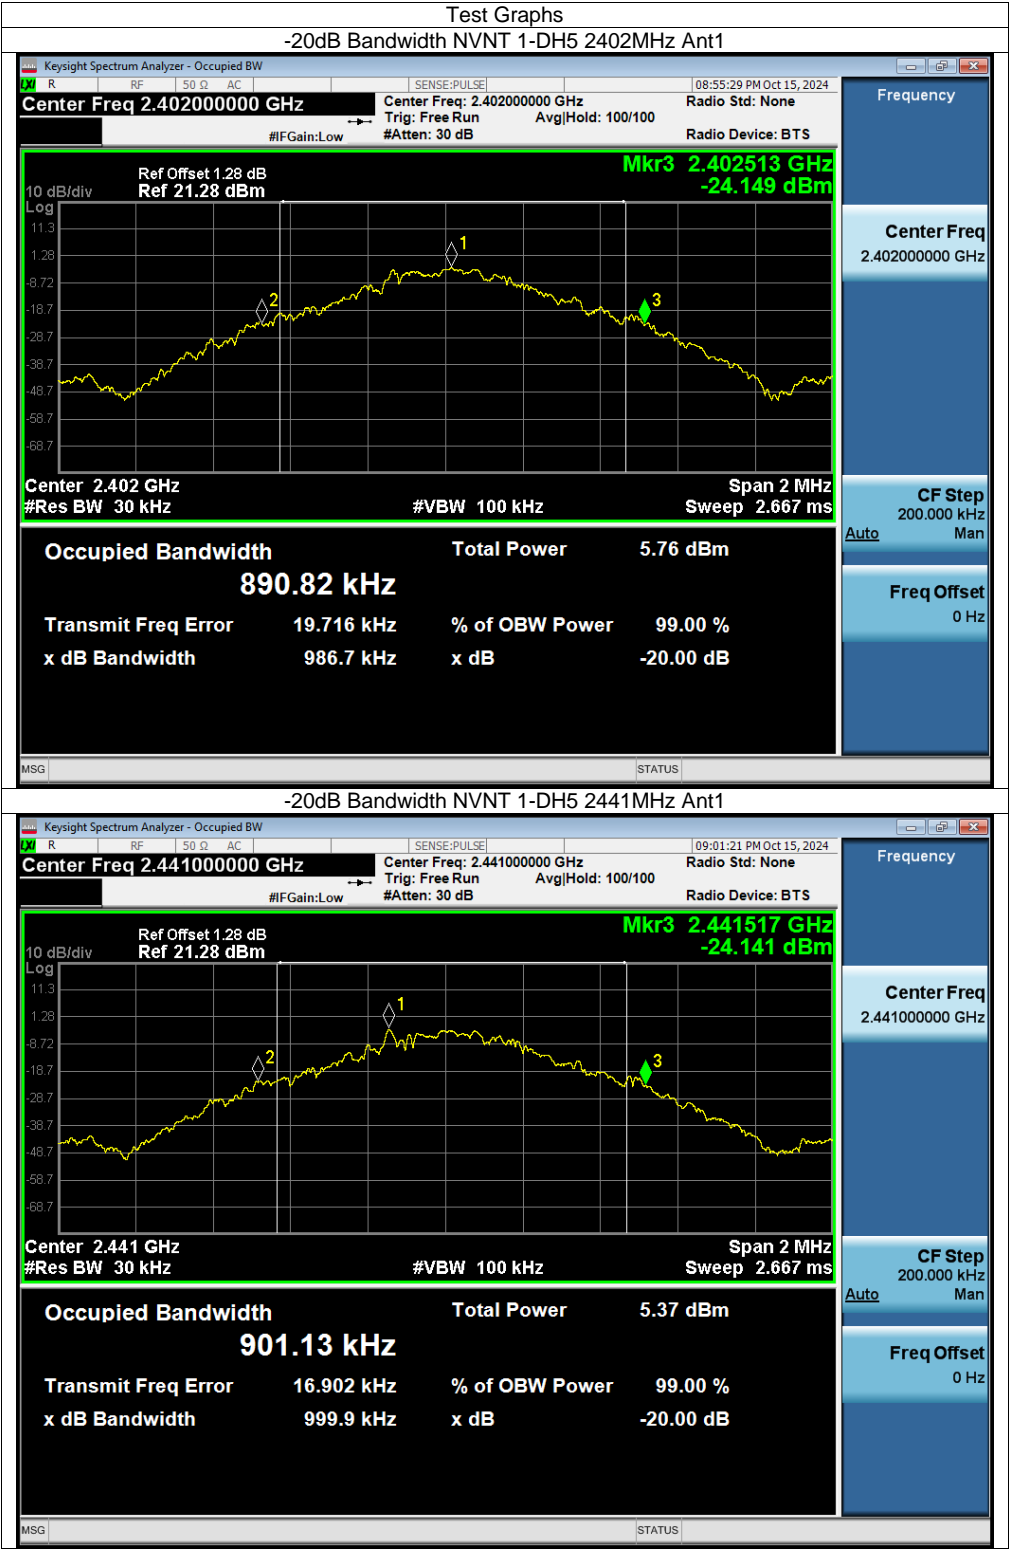 Test Graphs
-20dB Bandwidth NVNT 1-DH5 2402MHz Ant1
Keysight Spectrum Analyzer - Occupied BW
LXI R RF 50 Ω AC SENSE:PULSE 08:55:29 PM Oct 15, 2024
Center Freq 2.402000000 GHz
Center Freq: 2.402000000 GHz
Radio Std: None
Trig: Free Run Avg|Hold: 100/100
#IFGain:Low #Atten: 30 dB Radio Device: BTS
Frequency
Mkr3 2.402513 GHz
-24.149 dBm
Ref Offset 1.28 dB
10 dB/div Ref 21.28 dBm
Log
11.3
1.28
-8.72
-18.7
-28.7
-38.7
-48.7
-58.7
-68.7
1
2
3
Center Freq
2.402000000 GHz
Center 2.402 GHz Span 2 MHz
#Res BW 30 kHz #VBW 100 kHz Sweep 2.667 ms
CF Step
200.000 kHz
Auto Man
Occupied Bandwidth Total Power 5.76 dBm
890.82 kHz
Transmit Freq Error 19.716 kHz % of OBW Power 99.00 %
x dB Bandwidth 986.7 kHz x dB -20.00 dB
Freq Offset
0 Hz
MSG STATUS
-20dB Bandwidth NVNT 1-DH5 2441MHz Ant1
Keysight Spectrum Analyzer - Occupied BW
LXI R RF 50 Ω AC SENSE:PULSE 09:01:21 PM Oct 15, 2024
Center Freq 2.441000000 GHz
Center Freq: 2.441000000 GHz
Radio Std: None
Trig: Free Run Avg|Hold: 100/100
#IFGain:Low #Atten: 30 dB Radio Device: BTS
Frequency
Mkr3 2.441517 GHz
-24.141 dBm
Ref Offset 1.28 dB
10 dB/div Ref 21.28 dBm
Log
11.3
1.28
-8.72
-18.7
-28.7
-38.7
-48.7
-58.7
-68.7
1
2
3
Center Freq
2.441000000 GHz
Center 2.441 GHz Span 2 MHz
#Res BW 30 kHz #VBW 100 kHz Sweep 2.667 ms
CF Step
200.000 kHz
Auto Man
Occupied Bandwidth Total Power 5.37 dBm
901.13 kHz
Transmit Freq Error 16.902 kHz % of OBW Power 99.00 %
x dB Bandwidth 999.9 kHz x dB -20.00 dB
Freq Offset
0 Hz
MSG STATUS